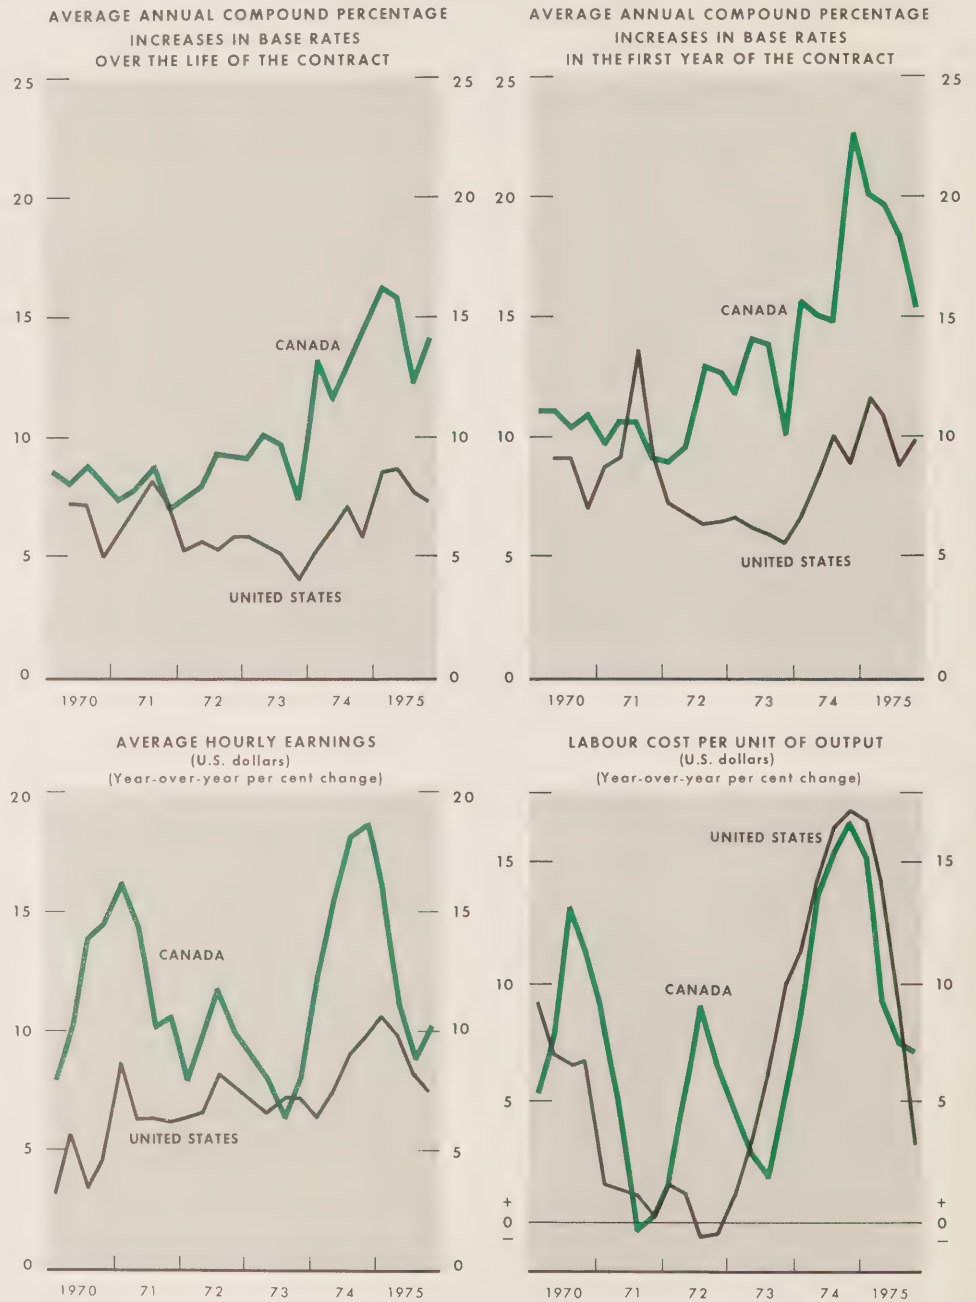 AVERAGE ANNUAL COMPOUND PERCENTAGE
INCREASES IN BASE RATES
OVER THE LIFE OF THE CONTRACT
25
25
20
20
15
15
CANADA
10
10
5
5
UNITED STATES
0
0
1970 71 72 73 74 1975
AVERAGE ANNUAL COMPOUND PERCENTAGE
INCREASES IN BASE RATES
IN THE FIRST YEAR OF THE CONTRACT
25
25
20
20
CANADA
15
15
10
10
5
5
UNITED STATES
0
0
1970 71 72 73 74 1975
AVERAGE HOURLY EARNINGS
(U.S. dollars)
(Year-over-year per cent change)
20
20
15
15
CANADA
10
10
UNITED STATES
5
5
0
0
1970 71 72 73 74 1975
LABOUR COST PER UNIT OF OUTPUT
(U.S. dollars)
(Year-over-year per cent change)
UNITED STATES
15
15
10
10
CANADA
5
5
+
+
0
0
–
–
1970 71 72 73 74 1975